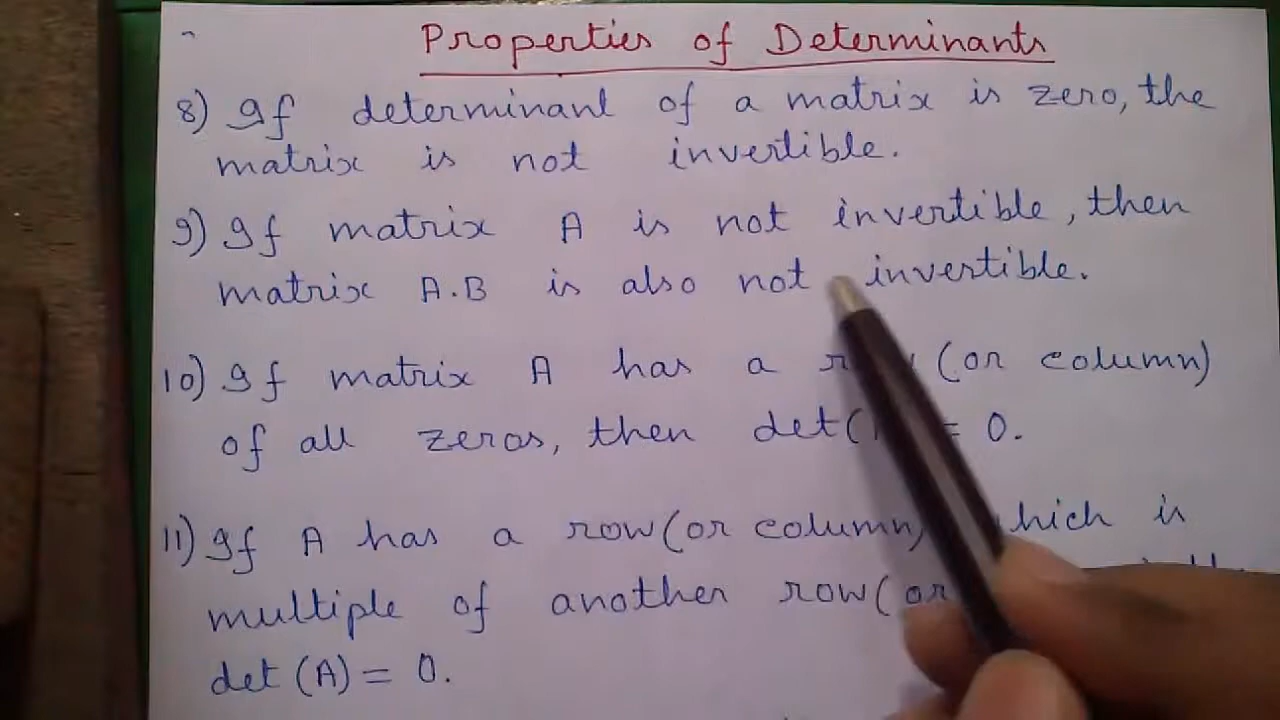 Properties of Determinants
8) If determinant of a matrix is zero, the
matrix is not invertible.
9) If matrix A is not invertible, then
matrix A.B is also not invertible.
10) If matrix A has a (or column)
of all zeros, then det( = 0.
11) If A has a row (or column) which is
multiple of another row (or
det (A) = 0.